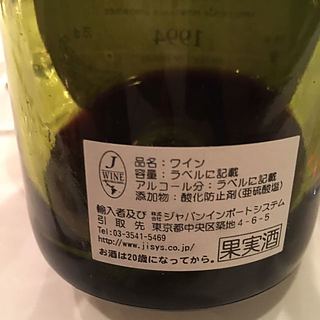 1994
J
WINE
品名：ワイン
容量：ラベルに記載
アルコール分：ラベルに記載
添加物：酸化防止剤(亜硫酸塩)
輸入者及び 株式会社 ジャパンインポートシステム
引取先 東京都中央区築地4-6-5
Tel:03-3541-5469
http://www.jisys.co.jp/
お酒は20歳になってから。
果実酒